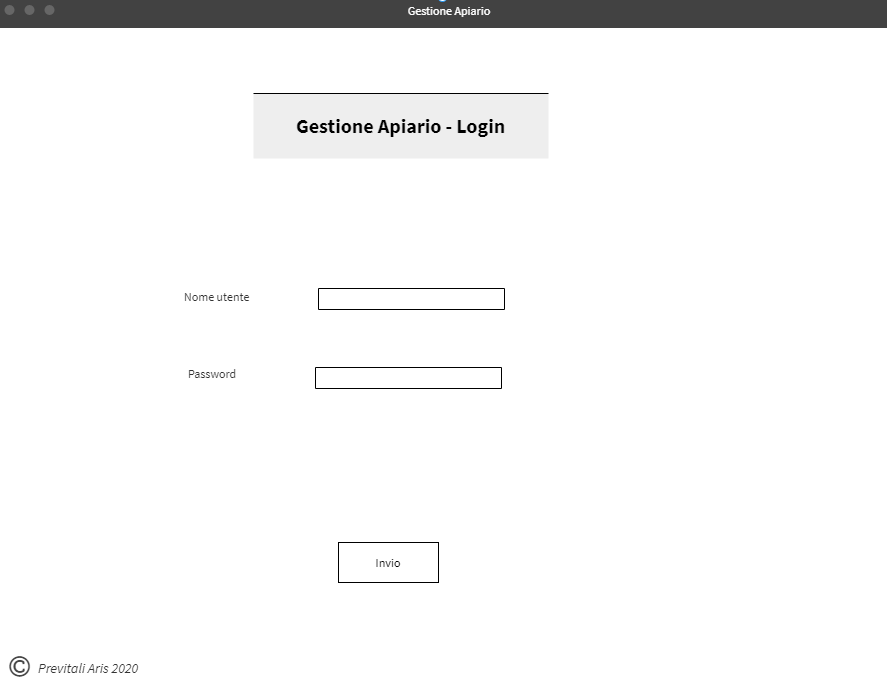 Gestione Apiario
Gestione Apiario - Login
Nome utente
Password
Invio
© Previtali Aris 2020